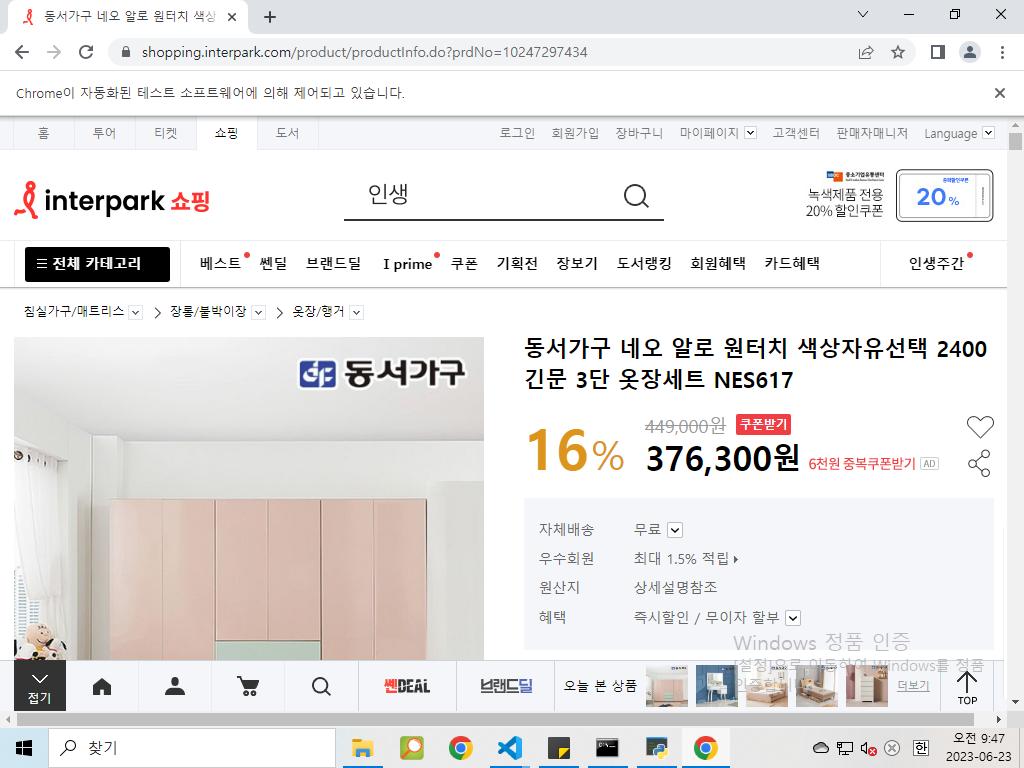 동서가구 네오 알로 원터치 색상
shopping.interpark.com/product/productInfo.do?prdNo=10247297434
Chrome이 자동화된 테스트 소프트웨어에 의해 제어되고 있습니다.
홈 투어 티켓 쇼핑 도서 로그인 회원가입 장바구니 마이페이지 고객센터 판매자매니저 Language
interpark 쇼핑
인생
중소기업유통센터
녹색제품 전용
20% 할인쿠폰
중복할인쿠폰
20%
전체 카테고리 베스트 쎈딜 브랜드딜 I prime 쿠폰 기획전 장보기 도서랭킹 회원혜택 카드혜택 인생주간
침실가구/매트리스 장롱/붙박이장 옷장/행거
동서가구
동서가구 네오 알로 원터치 색상자유선택 2400
긴문 3단 옷장세트 NES617
16%
449,000원 쿠폰받기
376,300원 6천원 중복쿠폰받기 AD
자체배송 무료
우수회원 최대 1.5% 적립
원산지 상세설명참조
혜택 즉시할인 / 무이자 할부
Windows 정품 인증
[설정]으로 이동하여 Windows를 정품
인증합니다.
접기
쎈DEAL
브랜드딜
오늘 본 상품
더보기
TOP
찾기
한
오전 9:47
2023-06-23